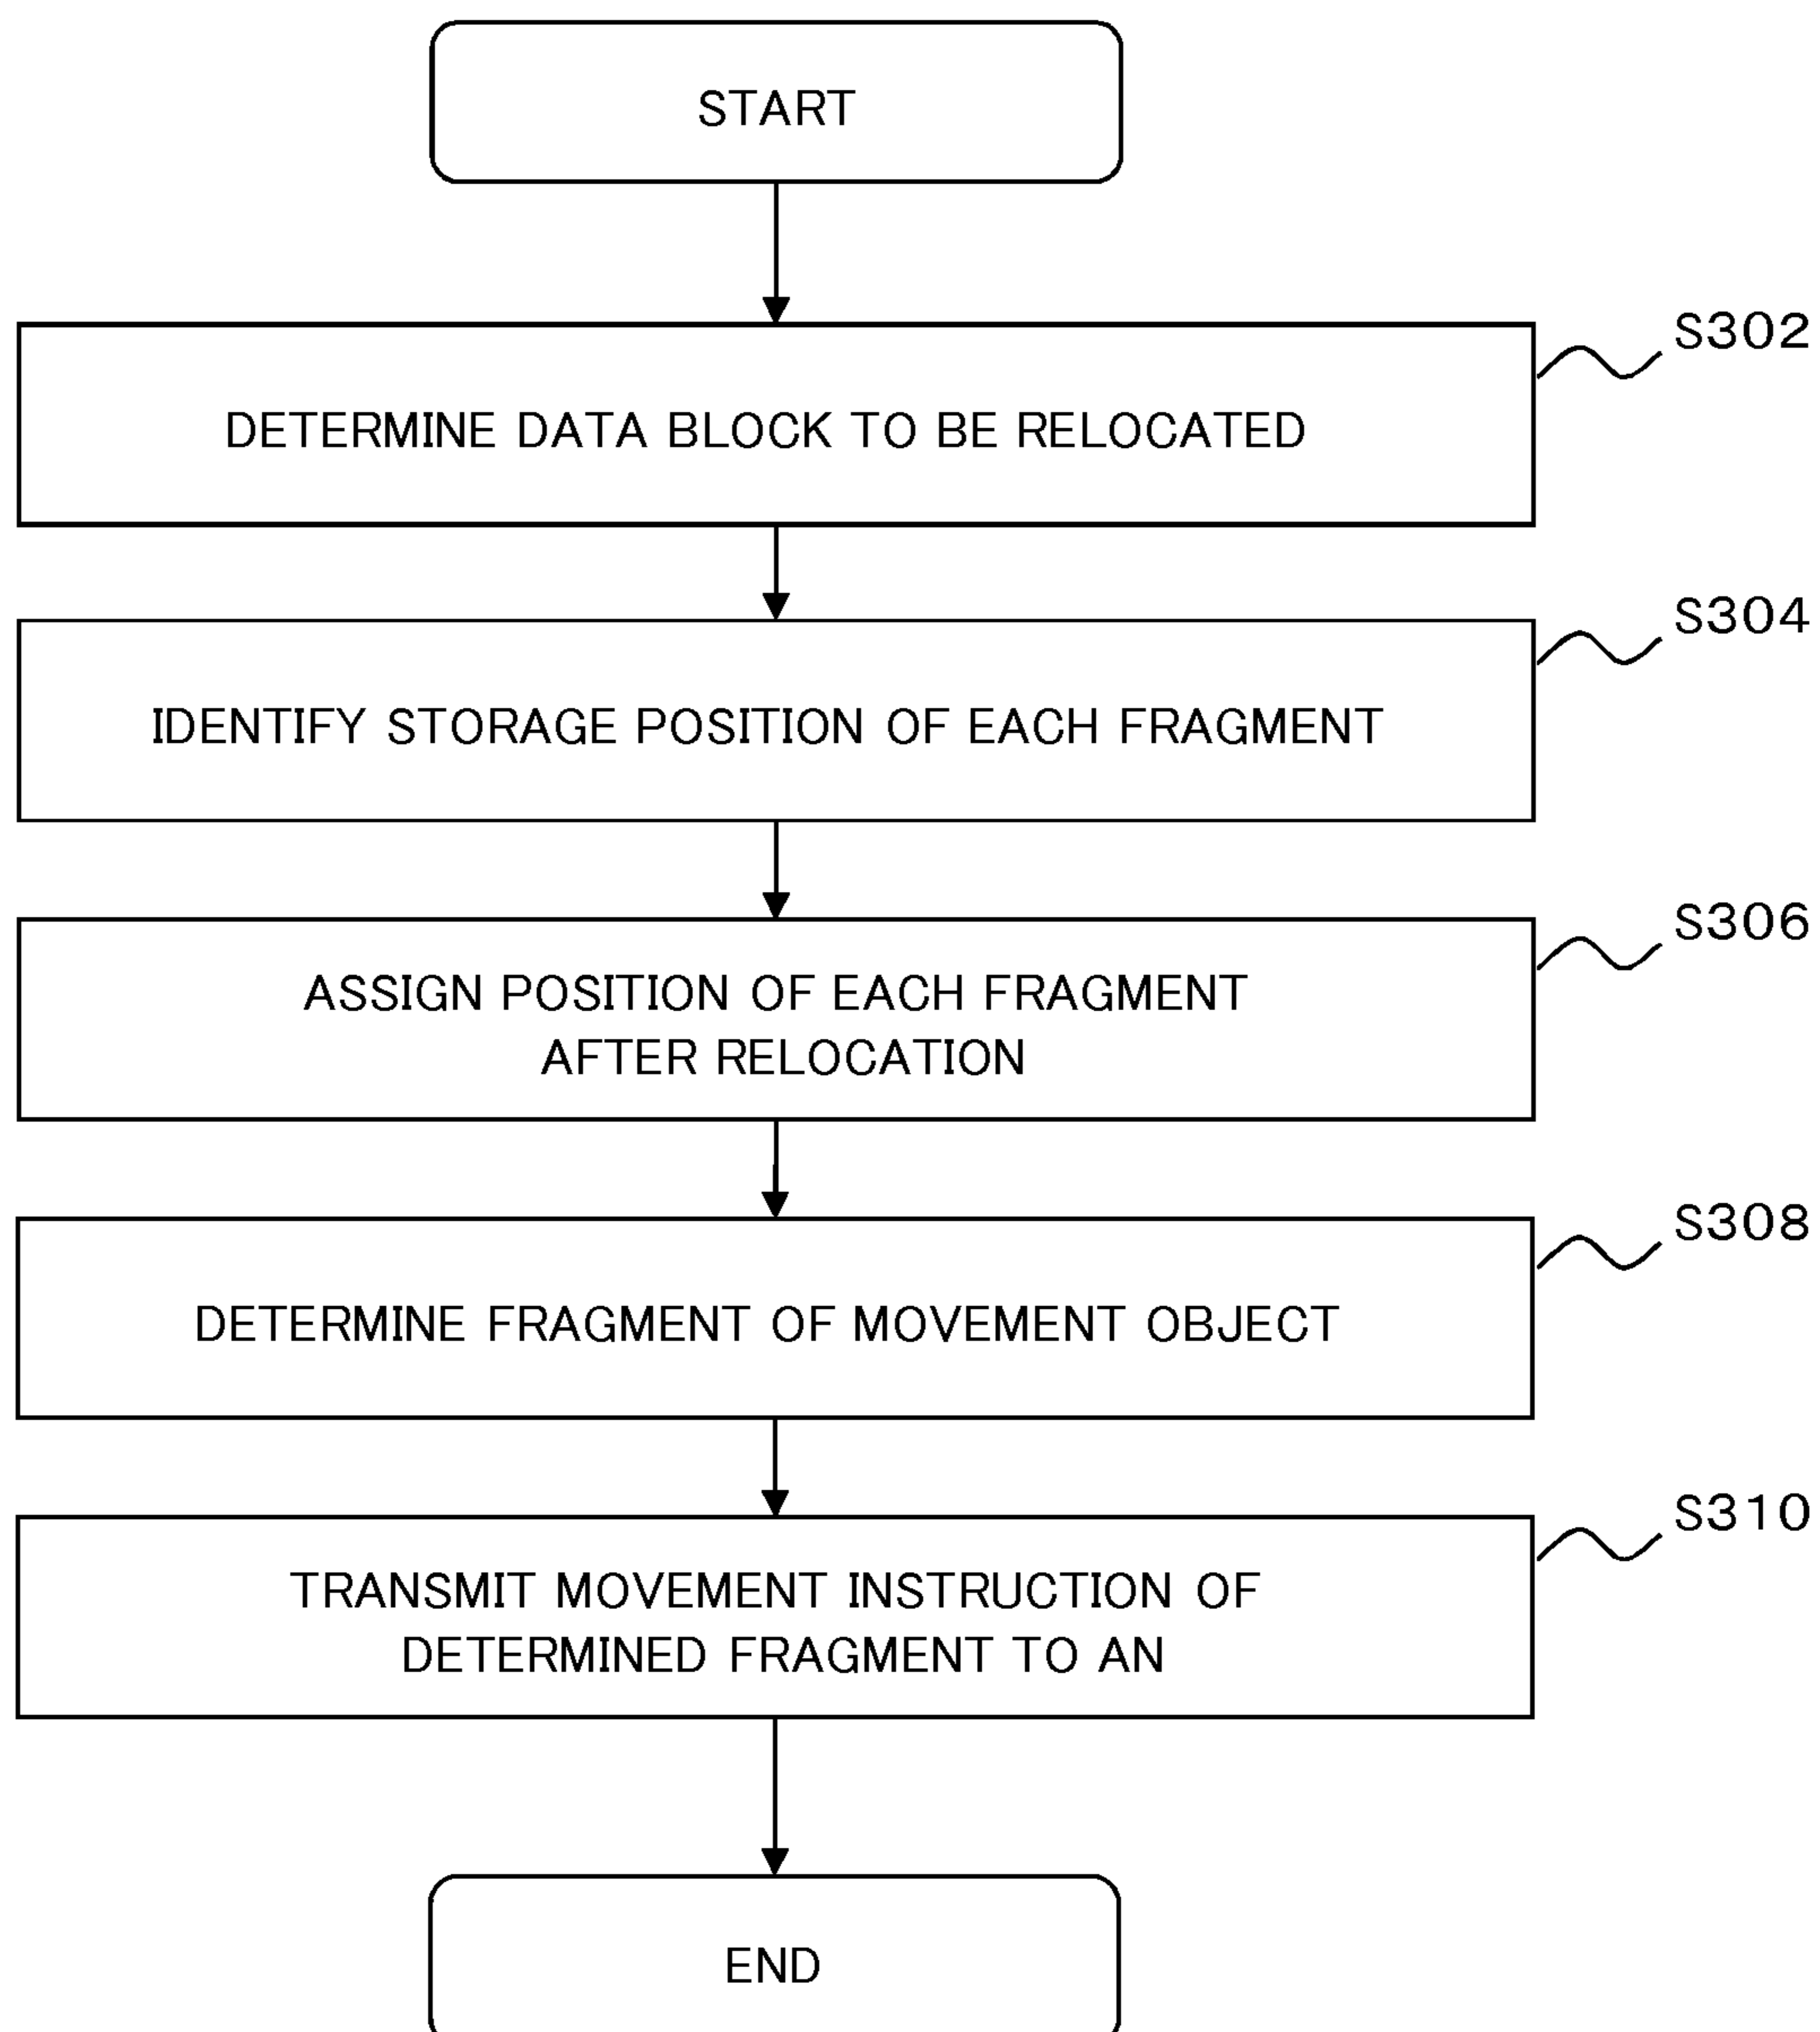 START
S302
DETERMINE DATA BLOCK TO BE RELOCATED
S304
IDENTIFY STORAGE POSITION OF EACH FRAGMENT
S306
ASSIGN POSITION OF EACH FRAGMENT
AFTER RELOCATION
S308
DETERMINE FRAGMENT OF MOVEMENT OBJECT
S310
TRANSMIT MOVEMENT INSTRUCTION OF
DETERMINED FRAGMENT TO AN
END